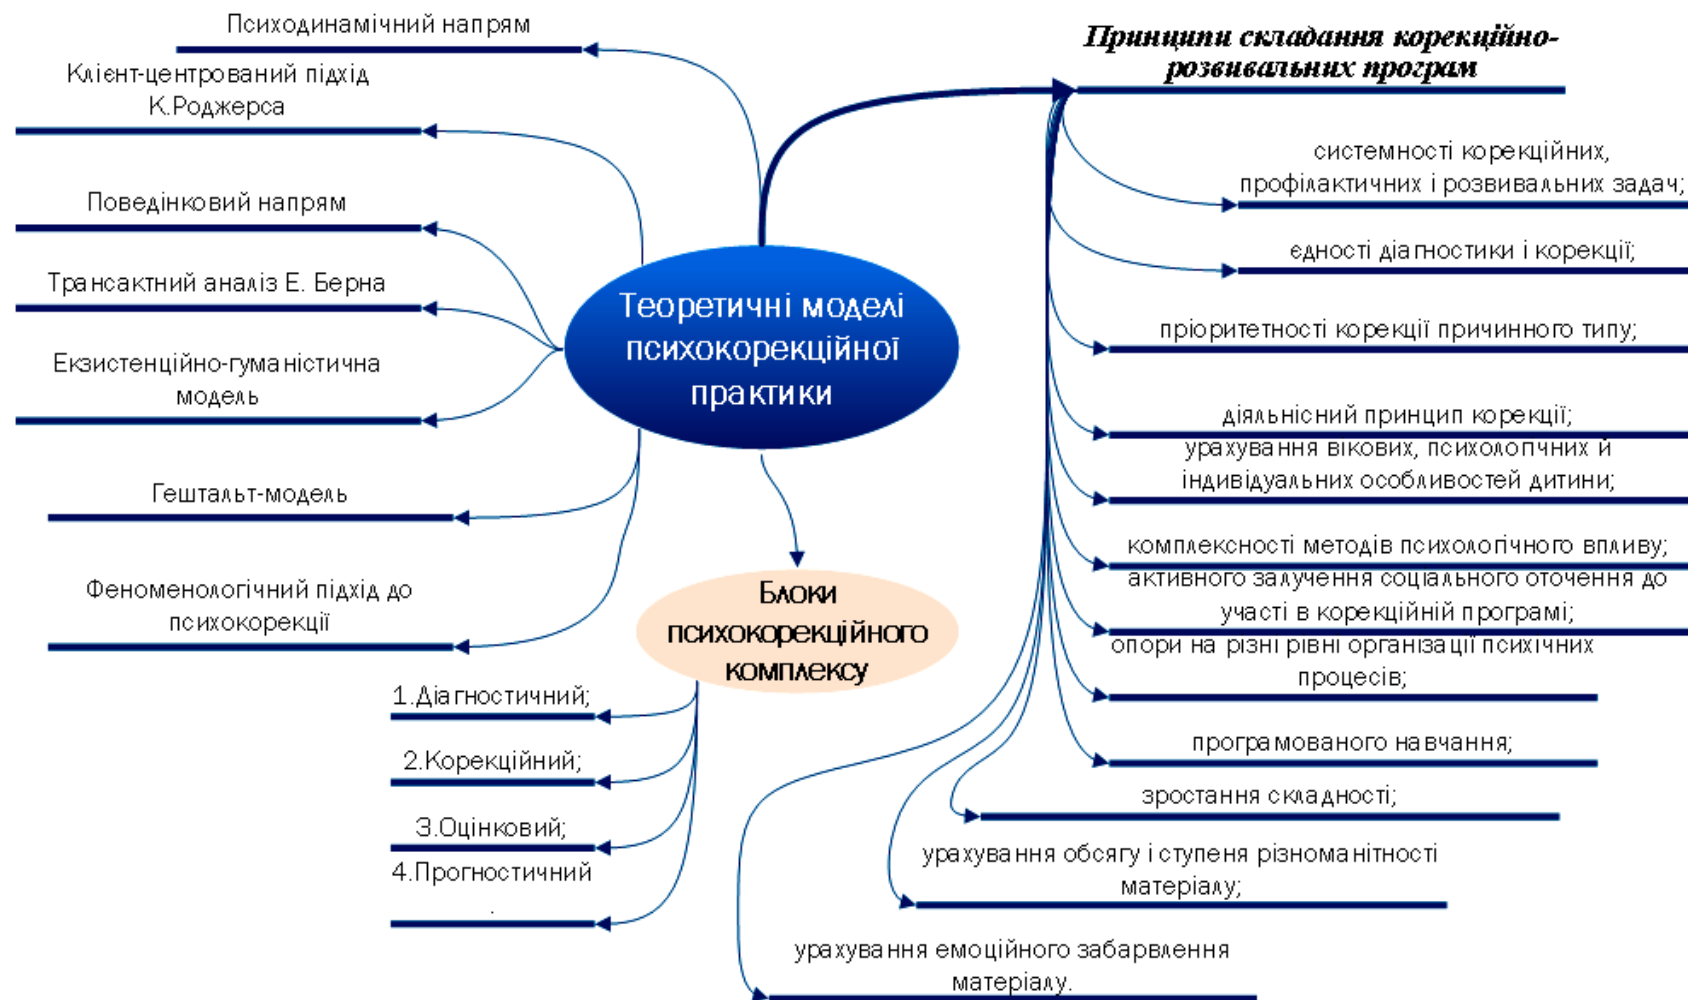 Психодинамічний напрям
Клієнт-центрований підхід
К.Роджерса
Поведінковий напрям
Трансактний аналіз Е. Берна
Екзистенційно-гуманістична
модель
Гештальт-модель
Феноменологічний підхід до
психокорекції
Теоретичні моделі
психокорекційної
практики
Блоки
психокорекційного
комплексу
1.Діагностичний;
2.Корекційний;
3.Оцінковий;
4.Прогностичний
.
Принципи складання корекційно-
розвивальних програм
системності корекційних,
профілактичних і розвивальних задач;
єдності діагностики і корекції;
пріоритетності корекції причинного типу;
діяльнісний принцип корекції;
урахування вікових, психологічних й
індивідуальних особливостей дитини;
комплексності методів психологічного впливу;
активного залучення соціального оточення до
участі в корекційній програмі;
опори на різні рівні організації психічних
процесів;
програмованого навчання;
зростання складності;
урахування обсягу і ступеня різноманітності
матеріалу;
урахування емоційного забарвлення
матеріалу.